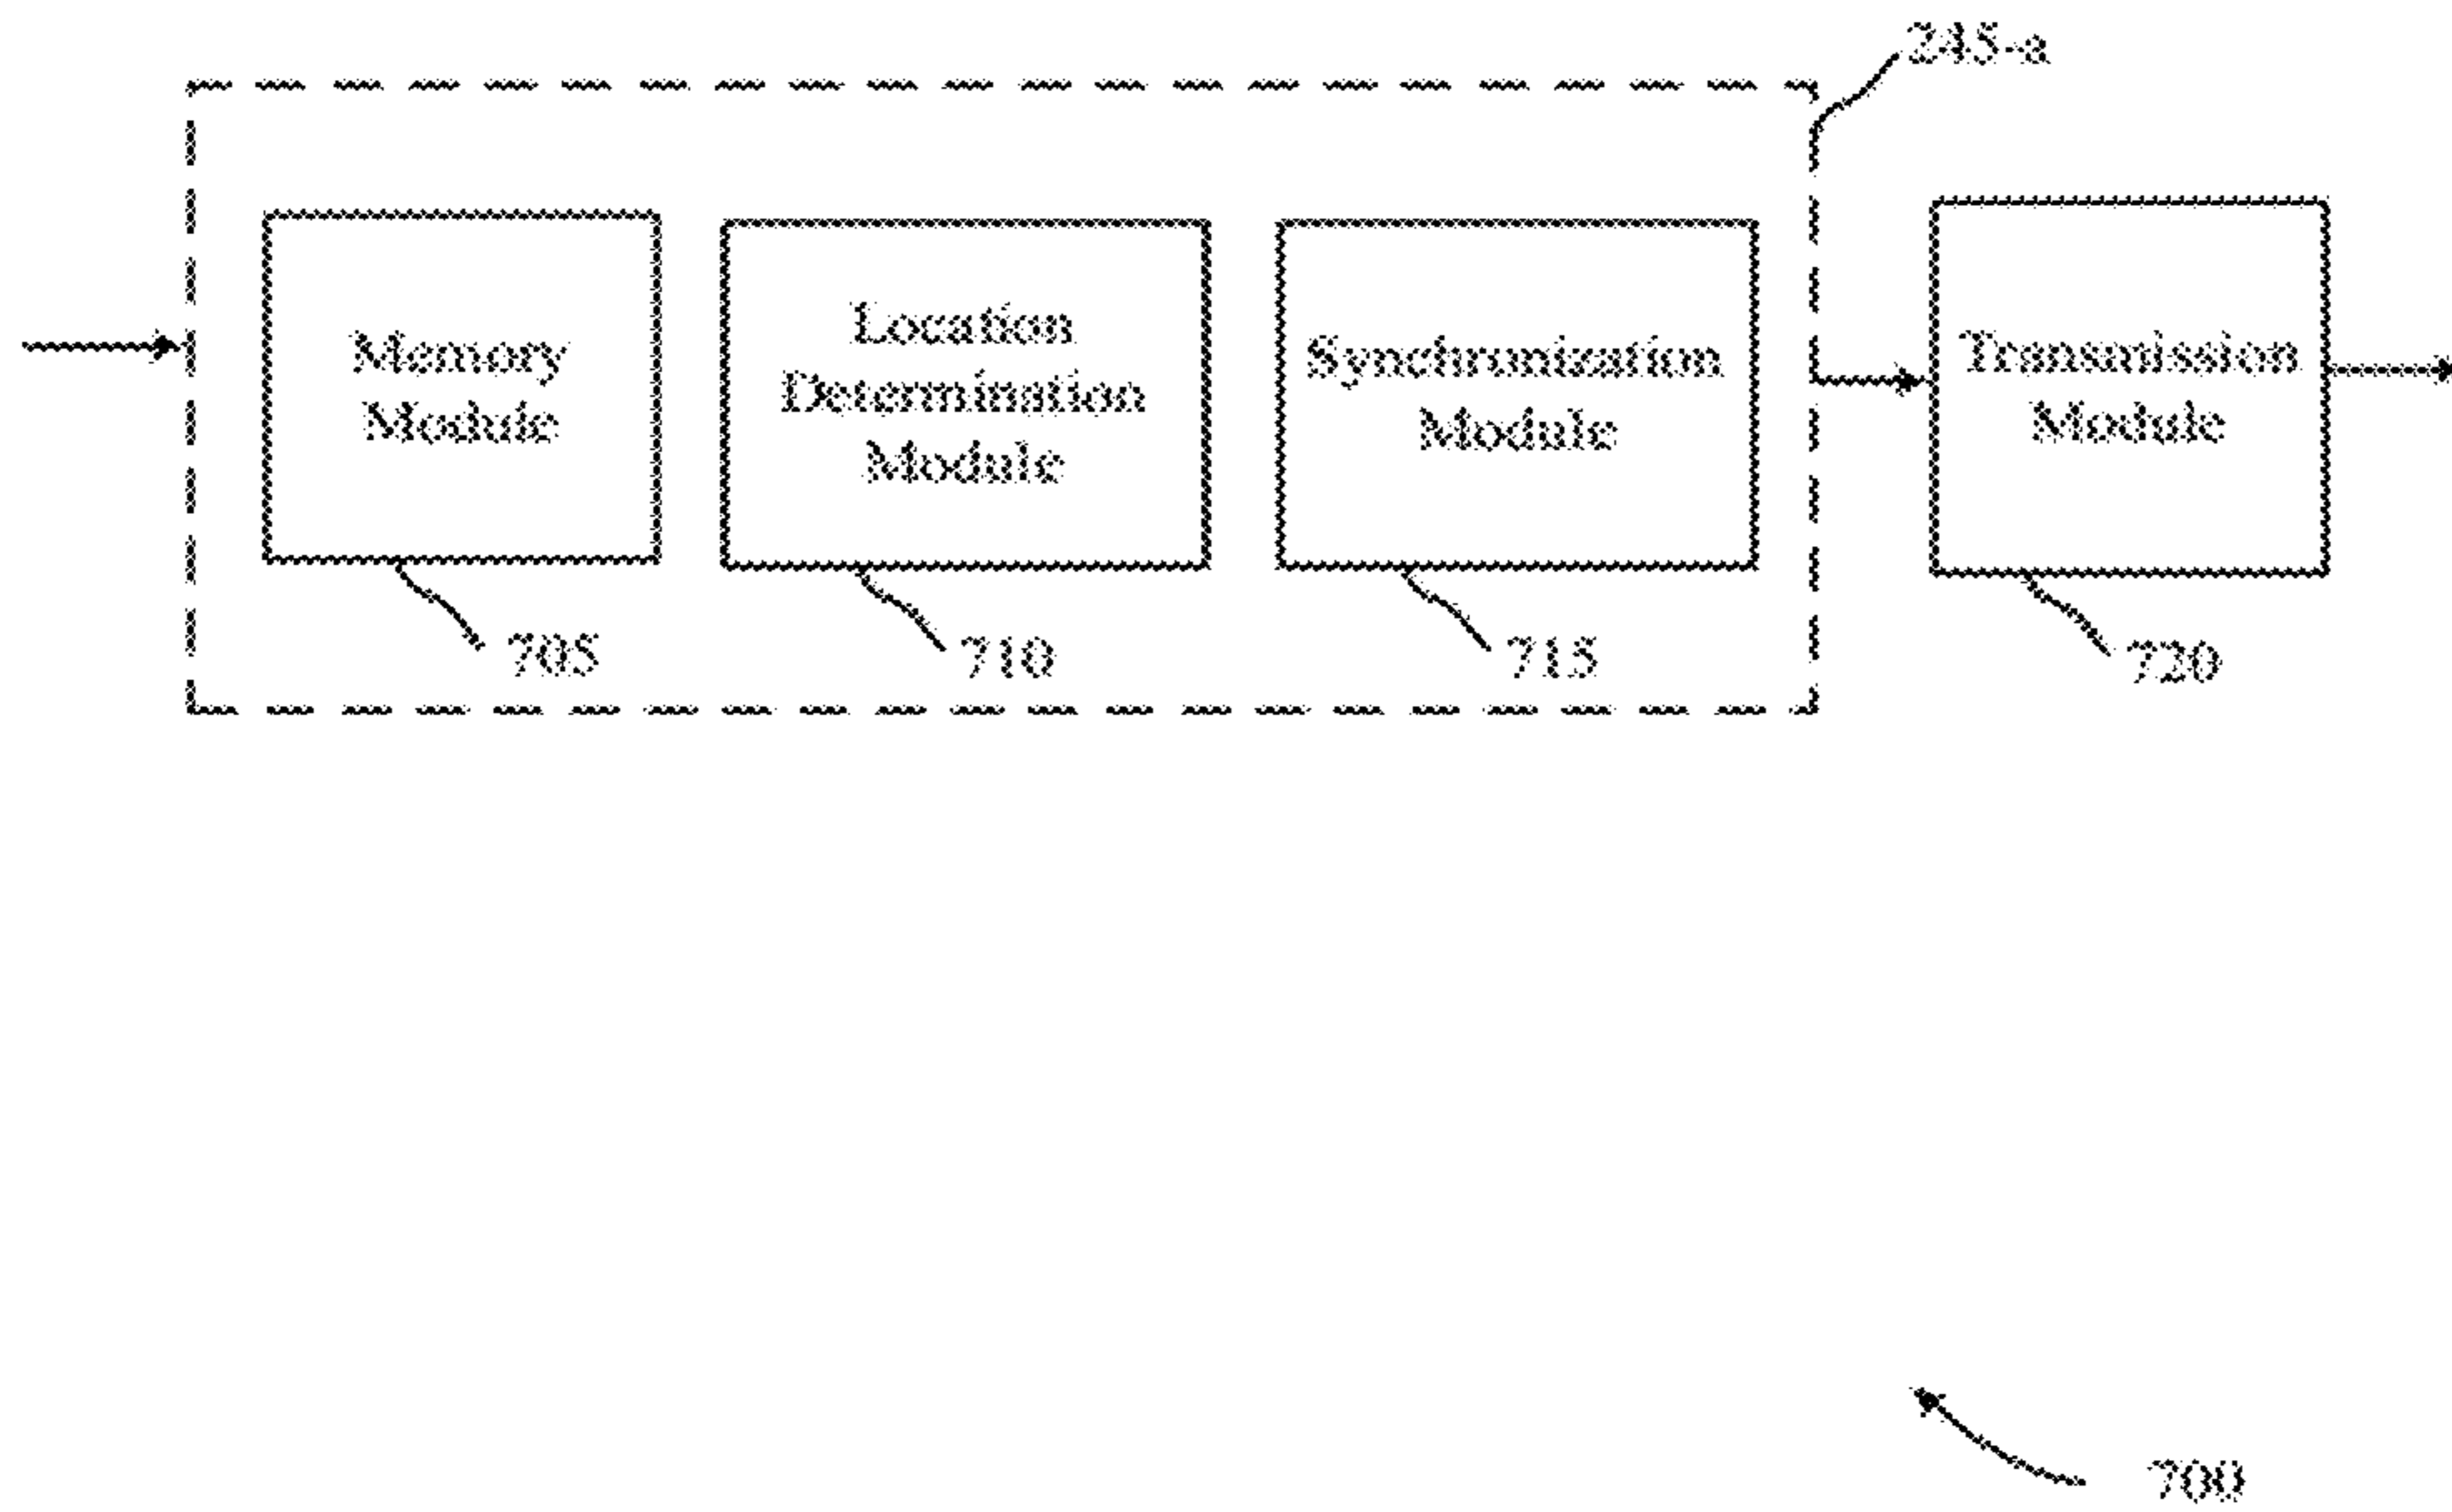 245-a
Memory
Module
Location
Determination
Module
Synchronization
Module
Transmission
Module
705
710
715
720
700